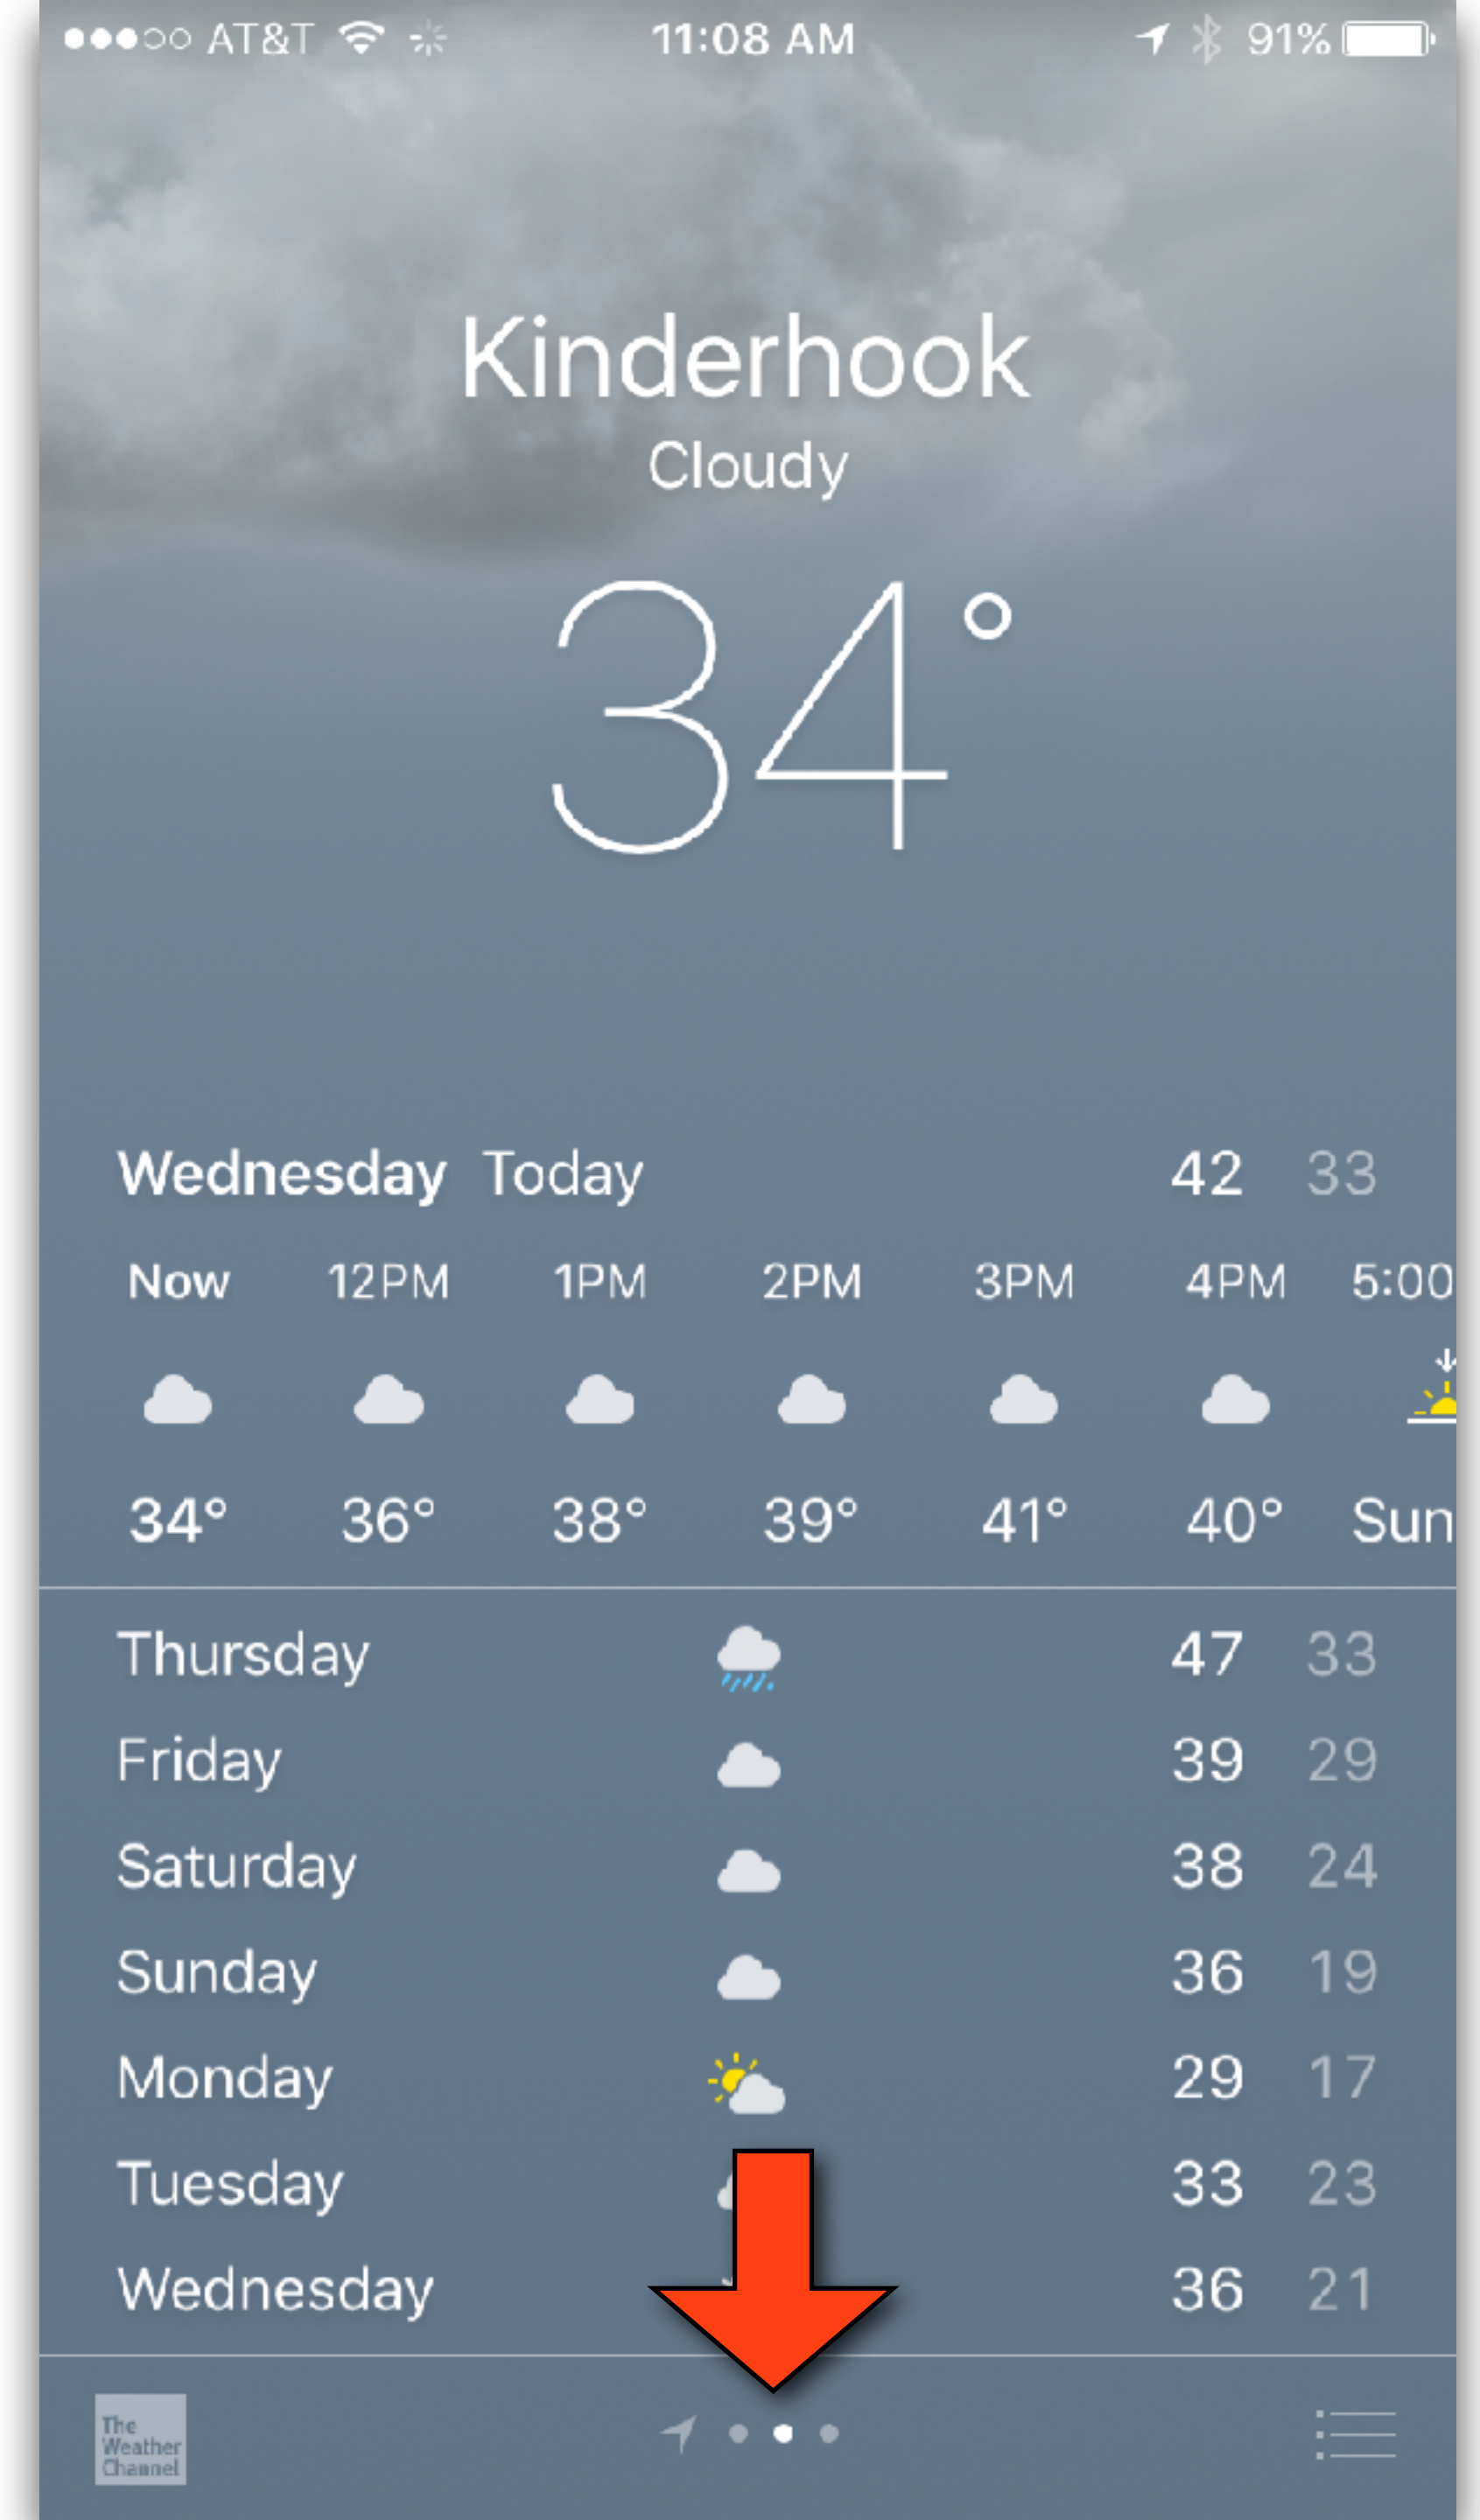 AT&T 11:08 AM 91%
Kinderhook
Cloudy
34°
Wednesday Today 42 33
Now 12PM 1PM 2PM 3PM 4PM 5:00
34° 36° 38° 39° 41° 40° Sun
Thursday 47 33
Friday 39 29
Saturday 38 24
Sunday 36 19
Monday 29 17
Tuesday 33 23
Wednesday 36 21
The
Weather
Channel